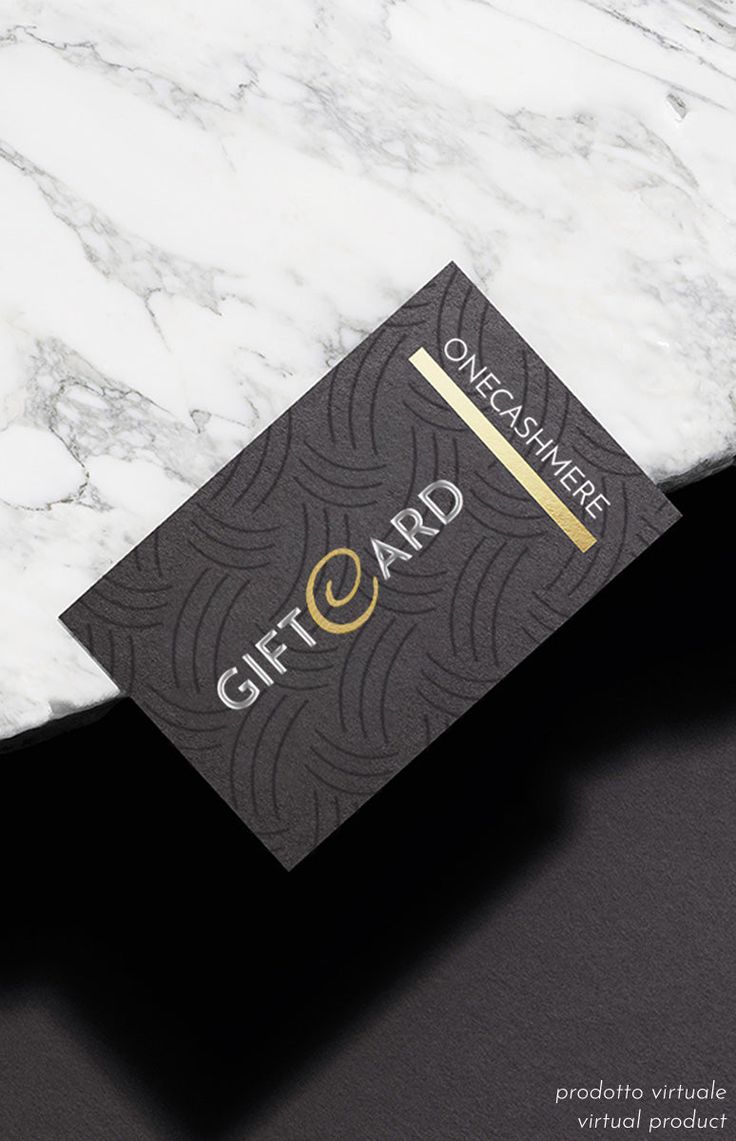 ONECASHMERE
GIFTCARD
prodotto virtuale
virtual product